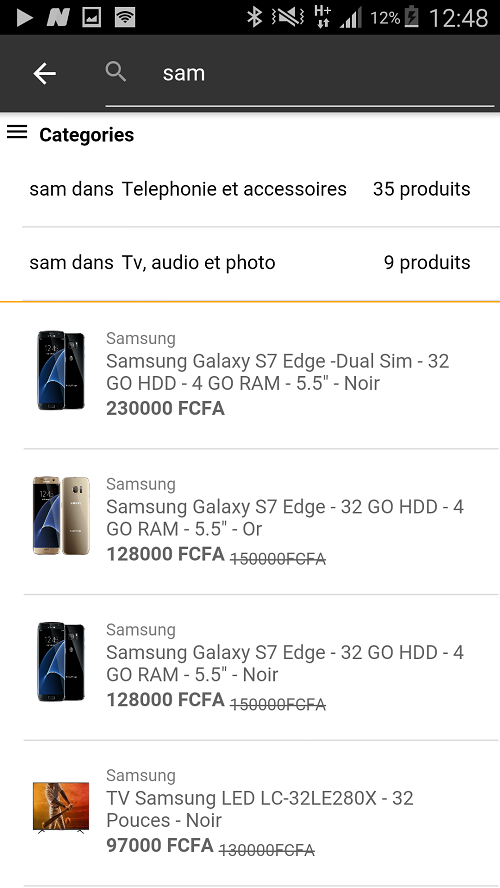 H+ 12% 12:48
sam
Categories
sam dans Telephonie et accessoires 35 produits
sam dans Tv, audio et photo 9 produits
Samsung
Samsung Galaxy S7 Edge -Dual Sim - 32
GO HDD - 4 GO RAM - 5.5" - Noir
230000 FCFA
Samsung
Samsung Galaxy S7 Edge - 32 GO HDD - 4
GO RAM - 5.5" - Or
128000 FCFA 150000FCFA
Samsung
Samsung Galaxy S7 Edge - 32 GO HDD - 4
GO RAM - 5.5" - Noir
128000 FCFA 150000FCFA
Samsung
TV Samsung LED LC-32LE280X - 32
Pouces - Noir
97000 FCFA 130000FCFA